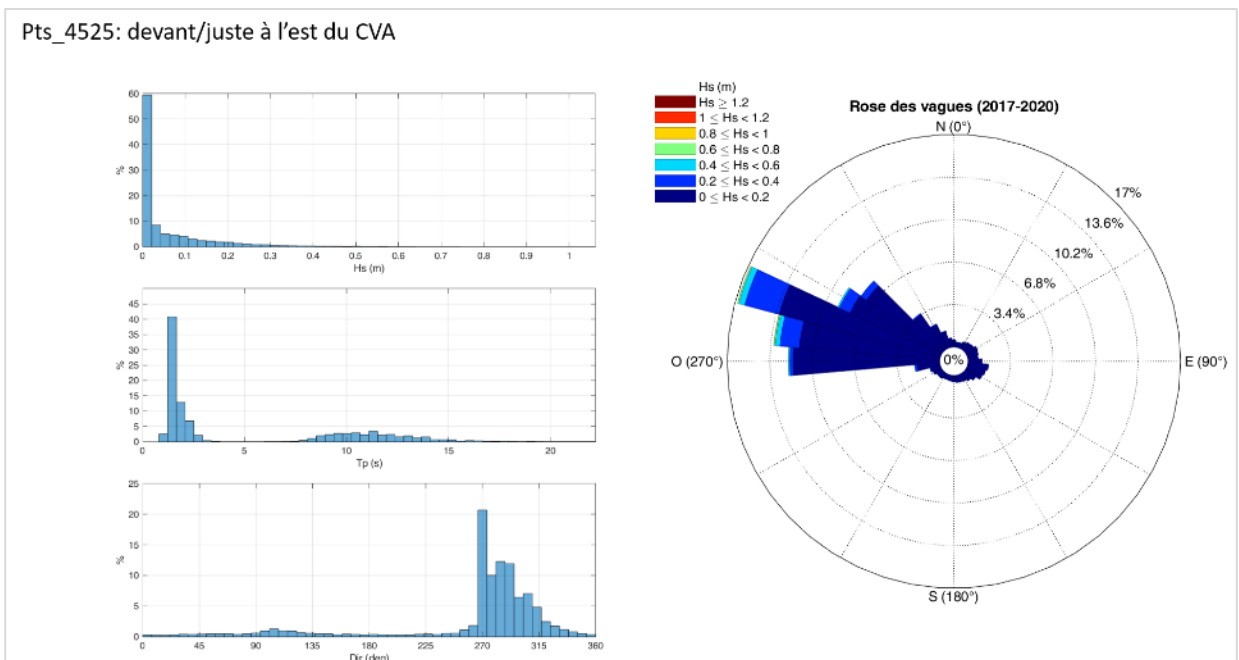 Pts_4525: devant/juste à l'est du CVA
60
50
40
30
20
10
0
%
0 0.1 0.2 0.3 0.4 0.5 0.6 0.7 0.8 0.9 1
Hs (m)
45
40
35
30
25
20
15
10
5
0
%
0 5 10 15 20
Tp (s)
25
20
15
10
5
0
%
0 45 90 135 180 225 270 315 360
Dir (deg)
Hs (m)
Hs ≥ 1.2
1 ≤ Hs < 1.2
0.8 ≤ Hs < 1
0.6 ≤ Hs < 0.8
0.4 ≤ Hs < 0.6
0.2 ≤ Hs < 0.4
0 ≤ Hs < 0.2
Rose des vagues (2017-2020)
N (0°)
17%
13.6%
10.2%
6.8%
3.4%
0%
O (270°)
E (90°)
S (180°)